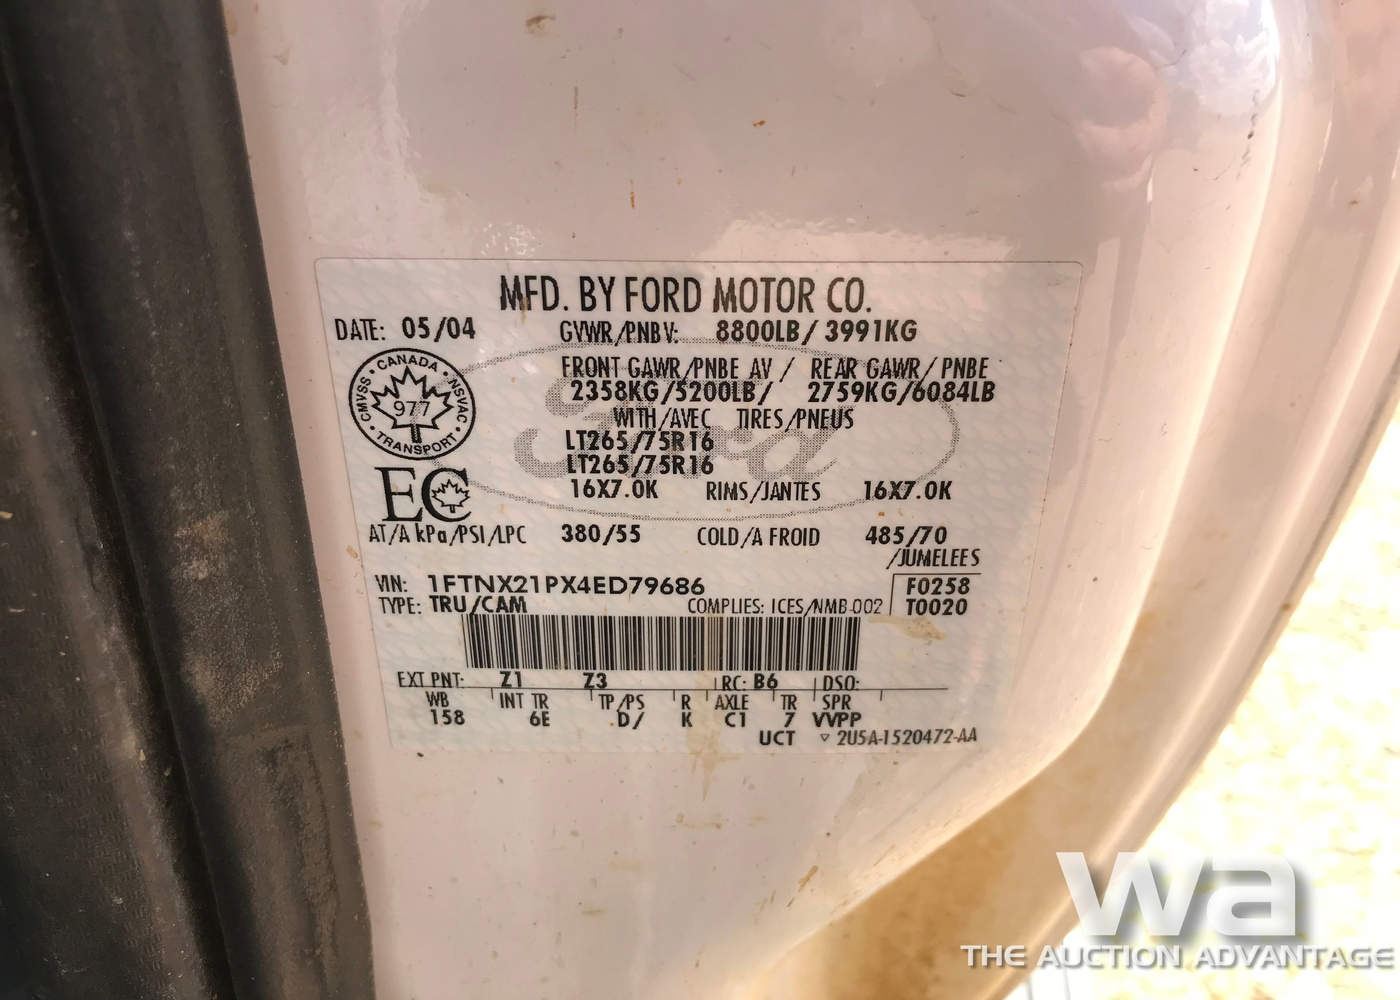 MFD. BY FORD MOTOR CO.
DATE: 05/04 GVWR/PNBV: 8800LB/ 3991KG
FRONT GAWR/PNBE AV / REAR GAWR/ PNBE
2358KG/5200LB/ 2759KG/6084LB
WITH/AVEC TIRES/PNEUS
LT265/75R16
LT265/75R16
16X7.0K RIMS/JANTES 16X7.0K
CANADA
CMVSS · NSVAC
977
TRANSPORT
Ford
EC
AT/A kPa/PSI/LPC 380/55 COLD/A FROID 485/70
/JUMELEES
VIN: 1FTNX21PX4ED79686 F0258
TYPE: TRU/CAM COMPLIES: ICES/NMB-002 T0020
EXT PNT: Z1 Z3 RC: B6 DSO:
WB INT TR TP/PS R AXLE TR SPR
158 6E D/ K C1 7 VVPP
UCT ▽ 2U5A-1520472-AA
wa
THE AUCTION ADVANTAGE